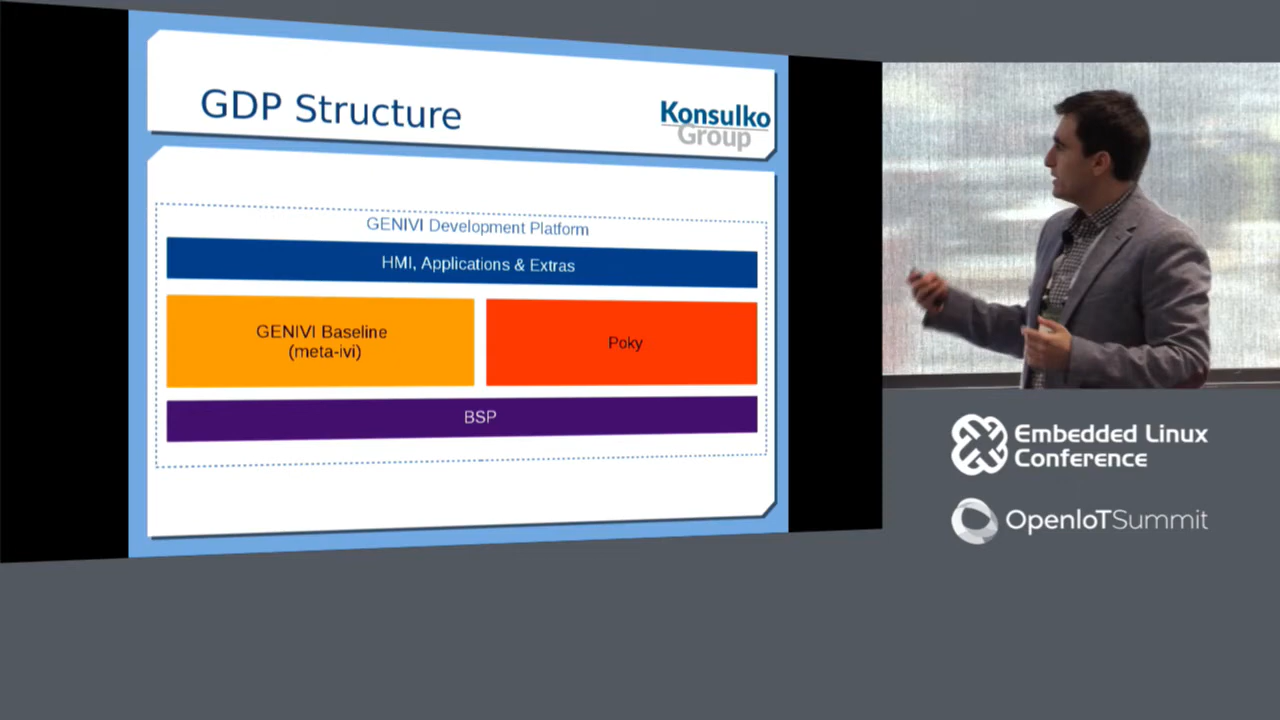 GDP Structure
Konsulko
Group
GENIVI Development Platform
HMI, Applications & Extras
GENIVI Baseline
(meta-ivi)
Poky
BSP
Embedded Linux
Conference
OpenIoTSummit